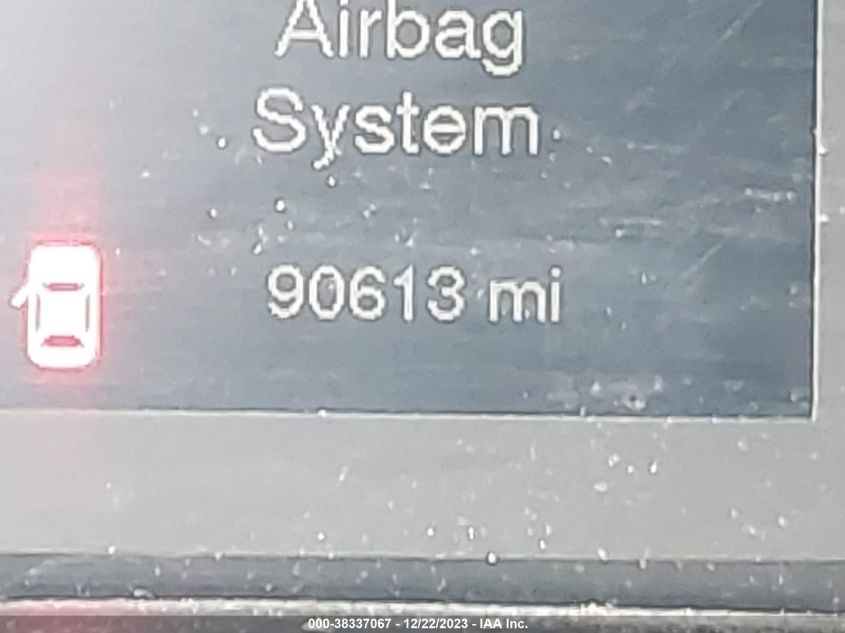 Airbag
System
90613 mi
000-38337067 - 12/22/2023 - IAA Inc.